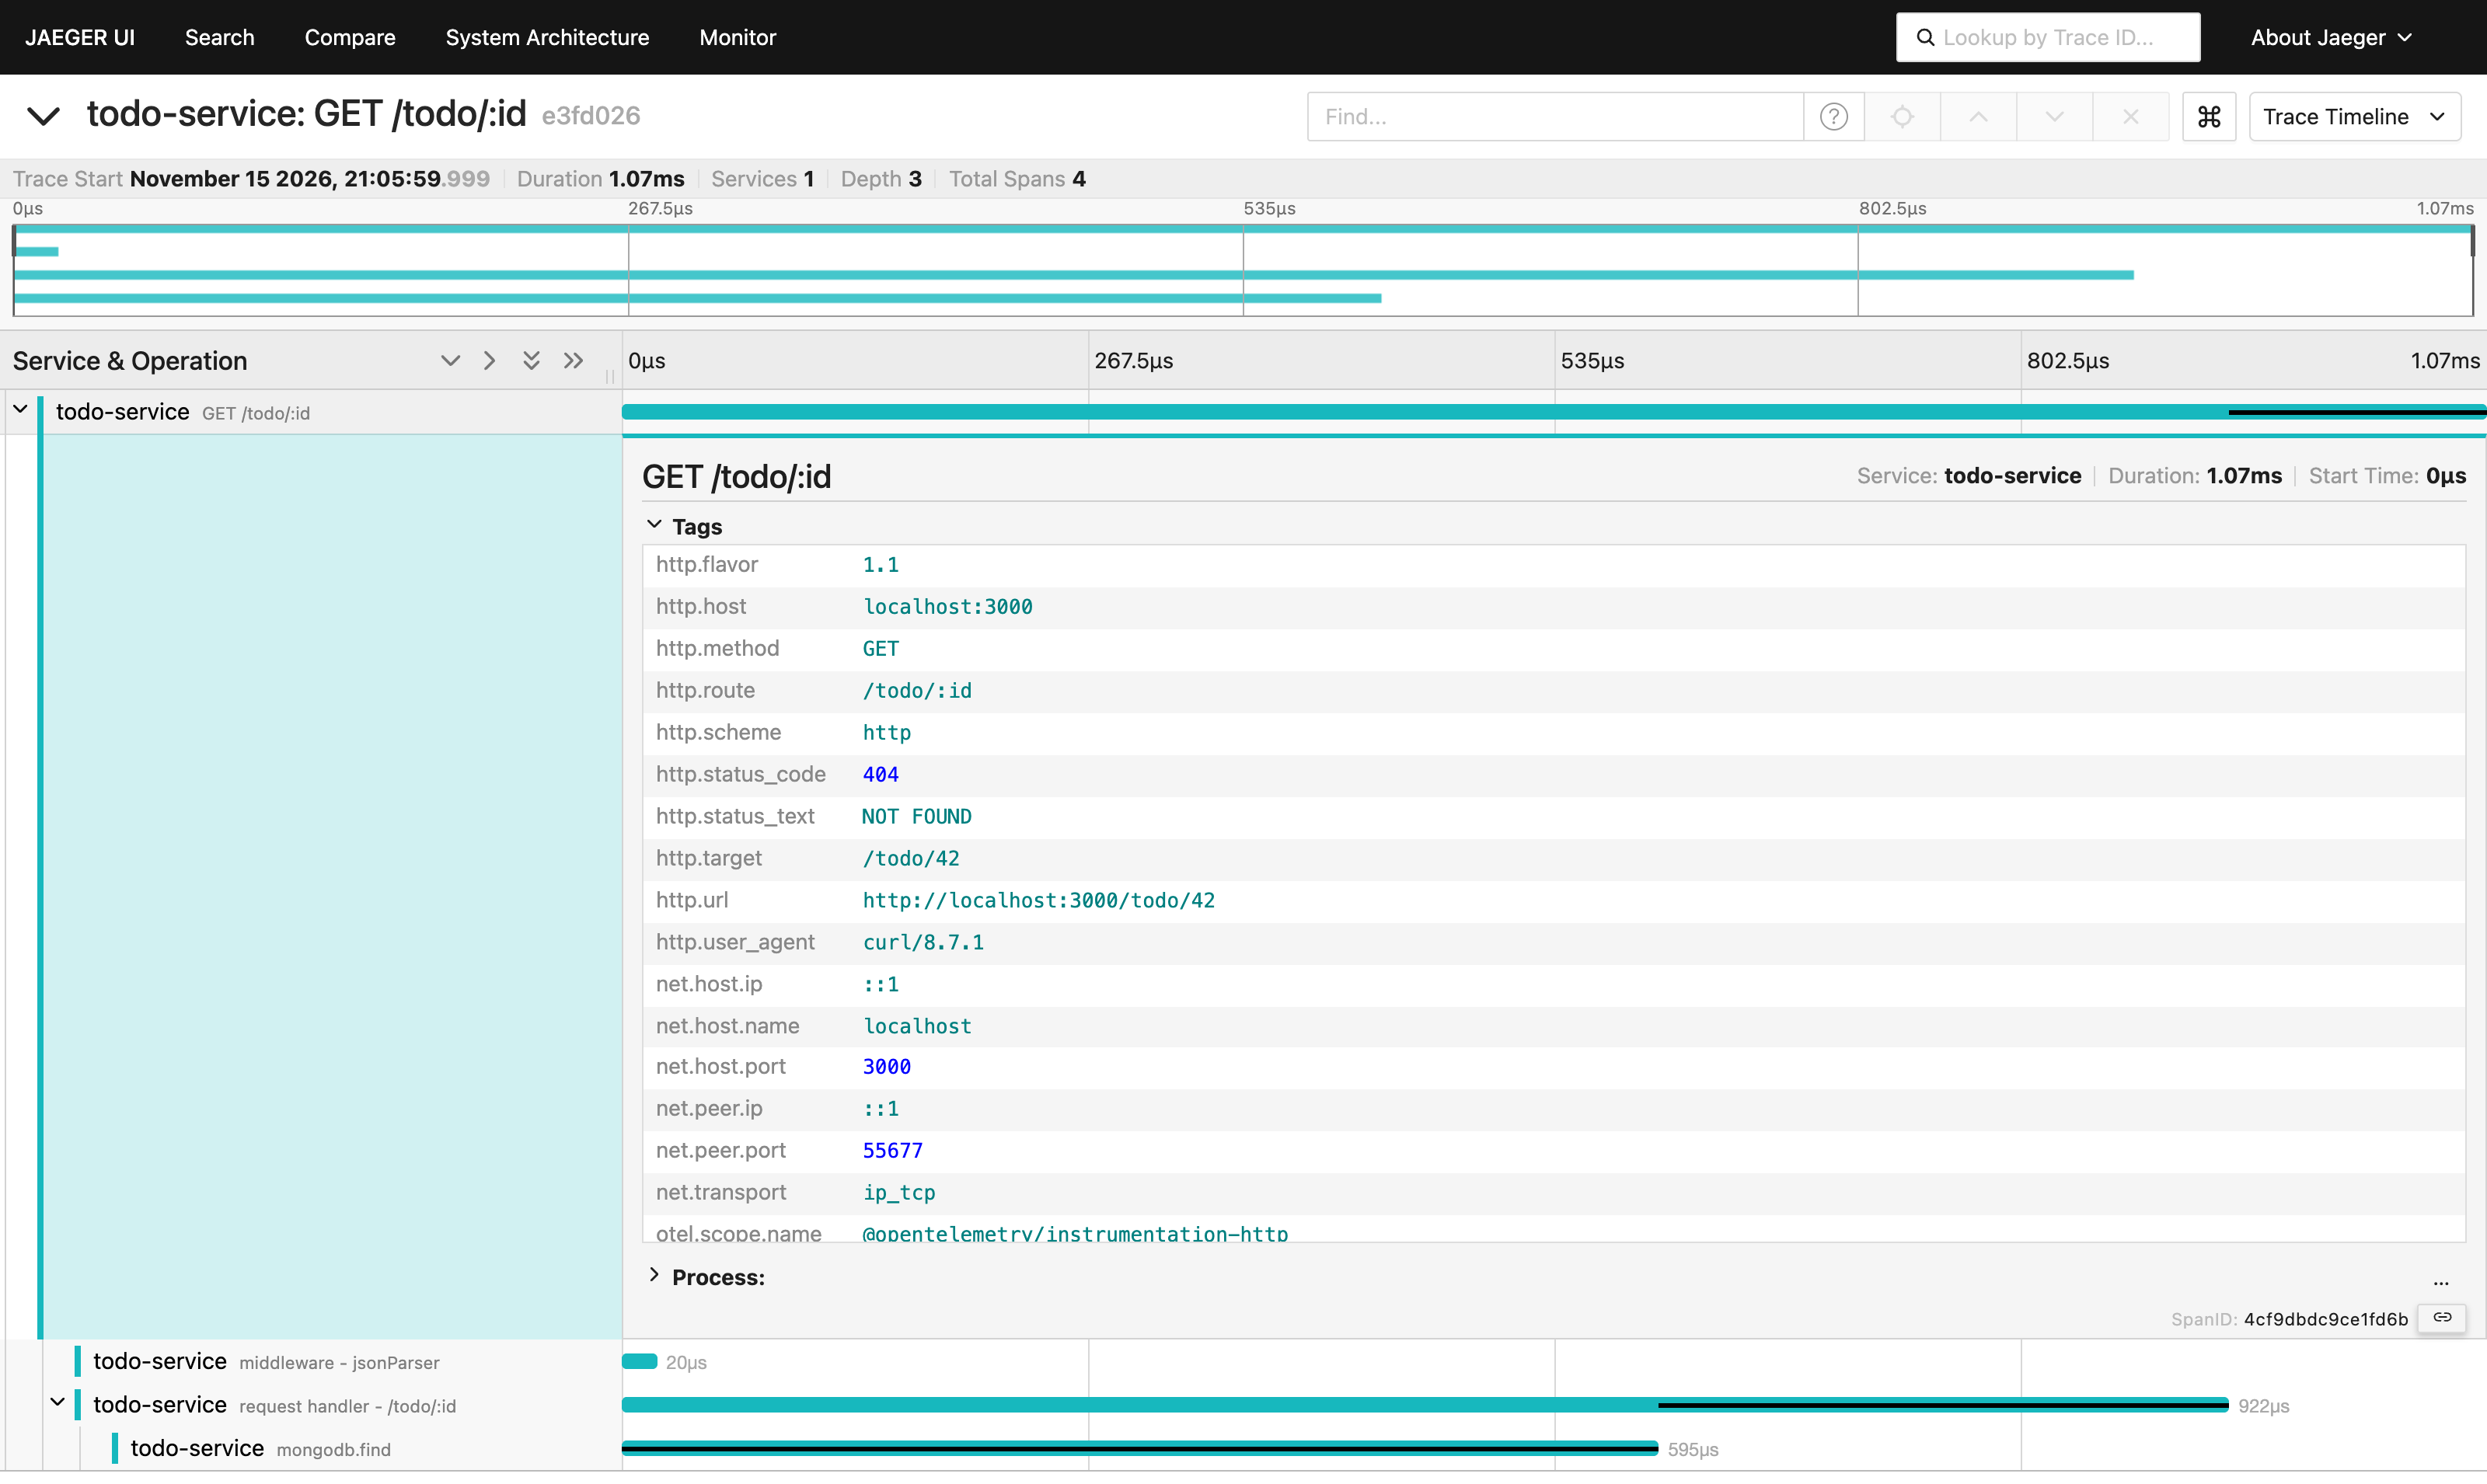 JAEGER UI Search Compare System Architecture Monitor Lookup by Trace ID... About Jaeger
todo-service: GET /todo/:id e3fd026 Find... Trace Timeline
Trace Start November 15 2026, 21:05:59.999 Duration 1.07ms Services 1 Depth 3 Total Spans 4
0μs 267.5μs 535μs 802.5μs 1.07ms
Service & Operation 0μs 267.5μs 535μs 802.5μs 1.07ms
todo-service GET /todo/:id
GET /todo/:id Service: todo-service Duration: 1.07ms Start Time: 0μs
Tags
http.flavor 1.1
http.host localhost:3000
http.method GET
http.route /todo/:id
http.scheme http
http.status_code 404
http.status_text NOT FOUND
http.target /todo/42
http.url http://localhost:3000/todo/42
http.user_agent curl/8.7.1
net.host.ip ::1
net.host.name localhost
net.host.port 3000
net.peer.ip ::1
net.peer.port 55677
net.transport ip_tcp
otel.scope.name @opentelemetry/instrumentation-http
Process: ...
SpanID: 4cf9dbdc9ce1fd6b
todo-service middleware - jsonParser 20μs
todo-service request handler - /todo/:id 922μs
todo-service mongodb.find 595μs